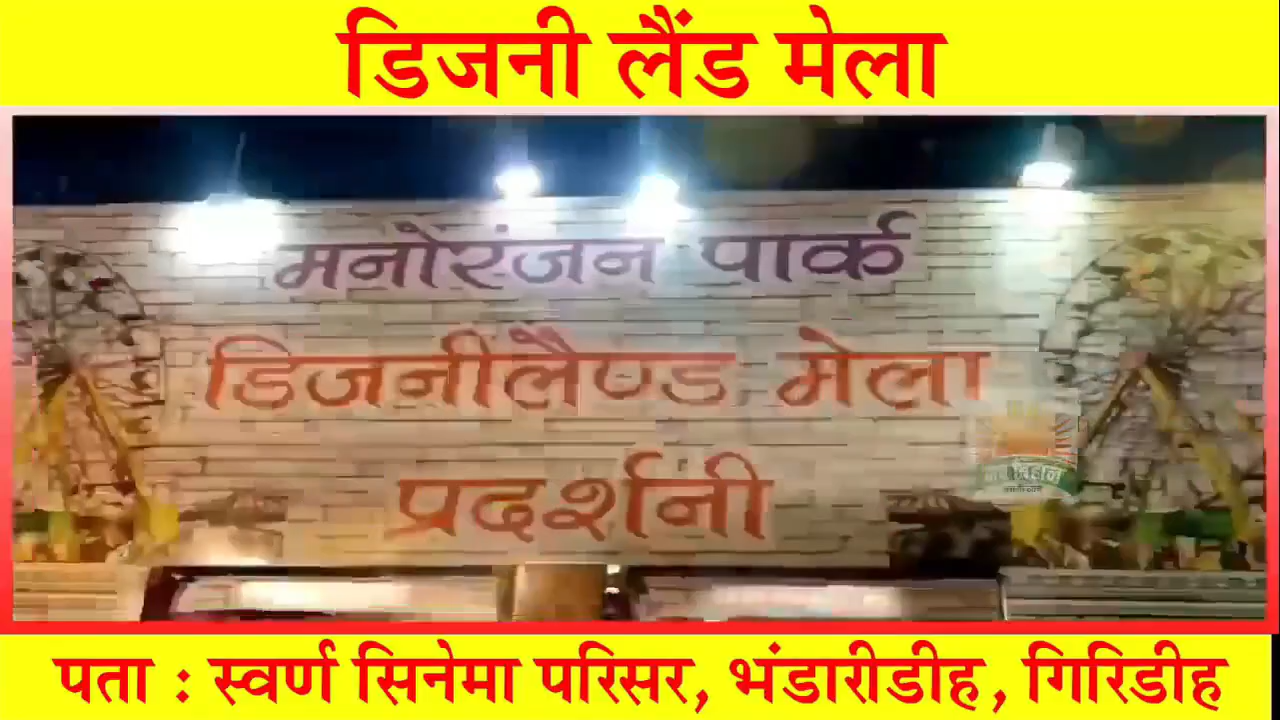 डिजनी लैंड मेला
मनोरंजन पार्क
डिजनीलैण्ड मेला
प्रदर्शनी
पता : स्वर्ण सिनेमा परिसर, भंडारीडीह, गिरिडीह